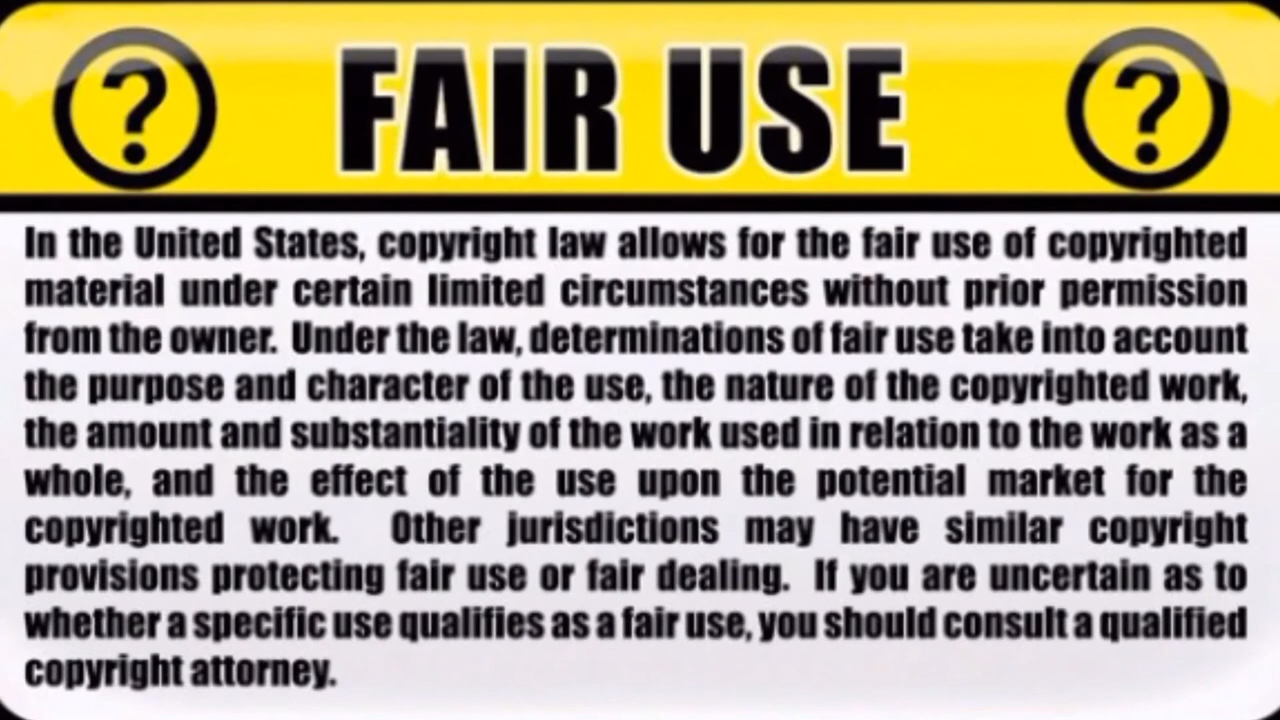 ? FAIR USE ?
In the United States, copyright law allows for the fair use of copyrighted
material under certain limited circumstances without prior permission
from the owner. Under the law, determinations of fair use take into account
the purpose and character of the use, the nature of the copyrighted work,
the amount and substantiality of the work used in relation to the work as a
whole, and the effect of the use upon the potential market for the
copyrighted work. Other jurisdictions may have similar copyright
provisions protecting fair use or fair dealing. If you are uncertain as to
whether a specific use qualifies as a fair use, you should consult a qualified
copyright attorney.